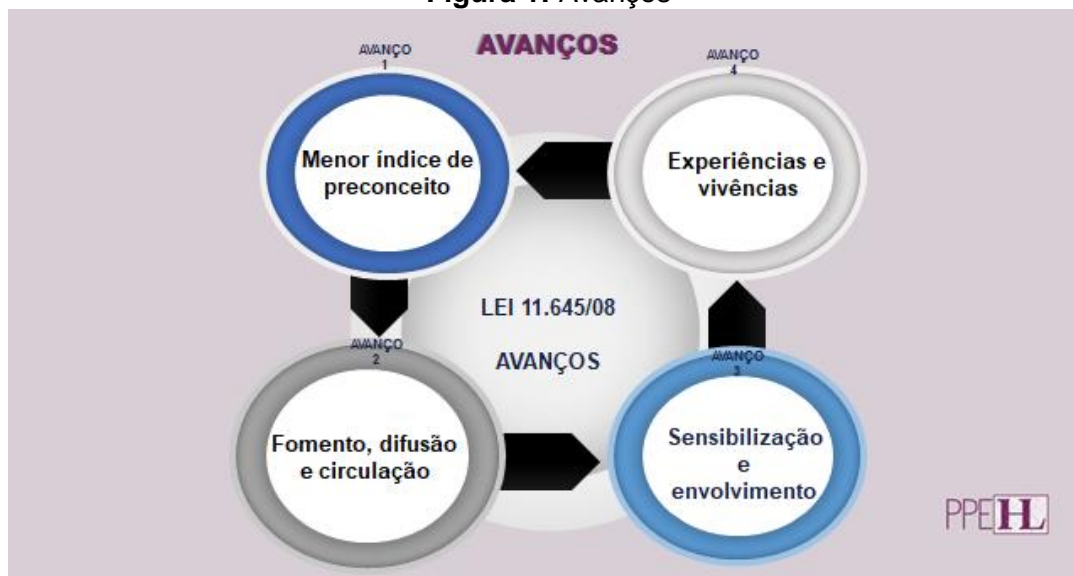 Figura 1: Avanços
AVANÇOS
AVANÇO
1
Menor índice de
preconceito
AVANÇO
4
Experiências e
vivências
LEI 11.645/08
AVANÇOS
AVANÇO
2
Fomento, difusão
e circulação
AVANÇO
3
Sensibilização
e
envolvimento
PPEHL